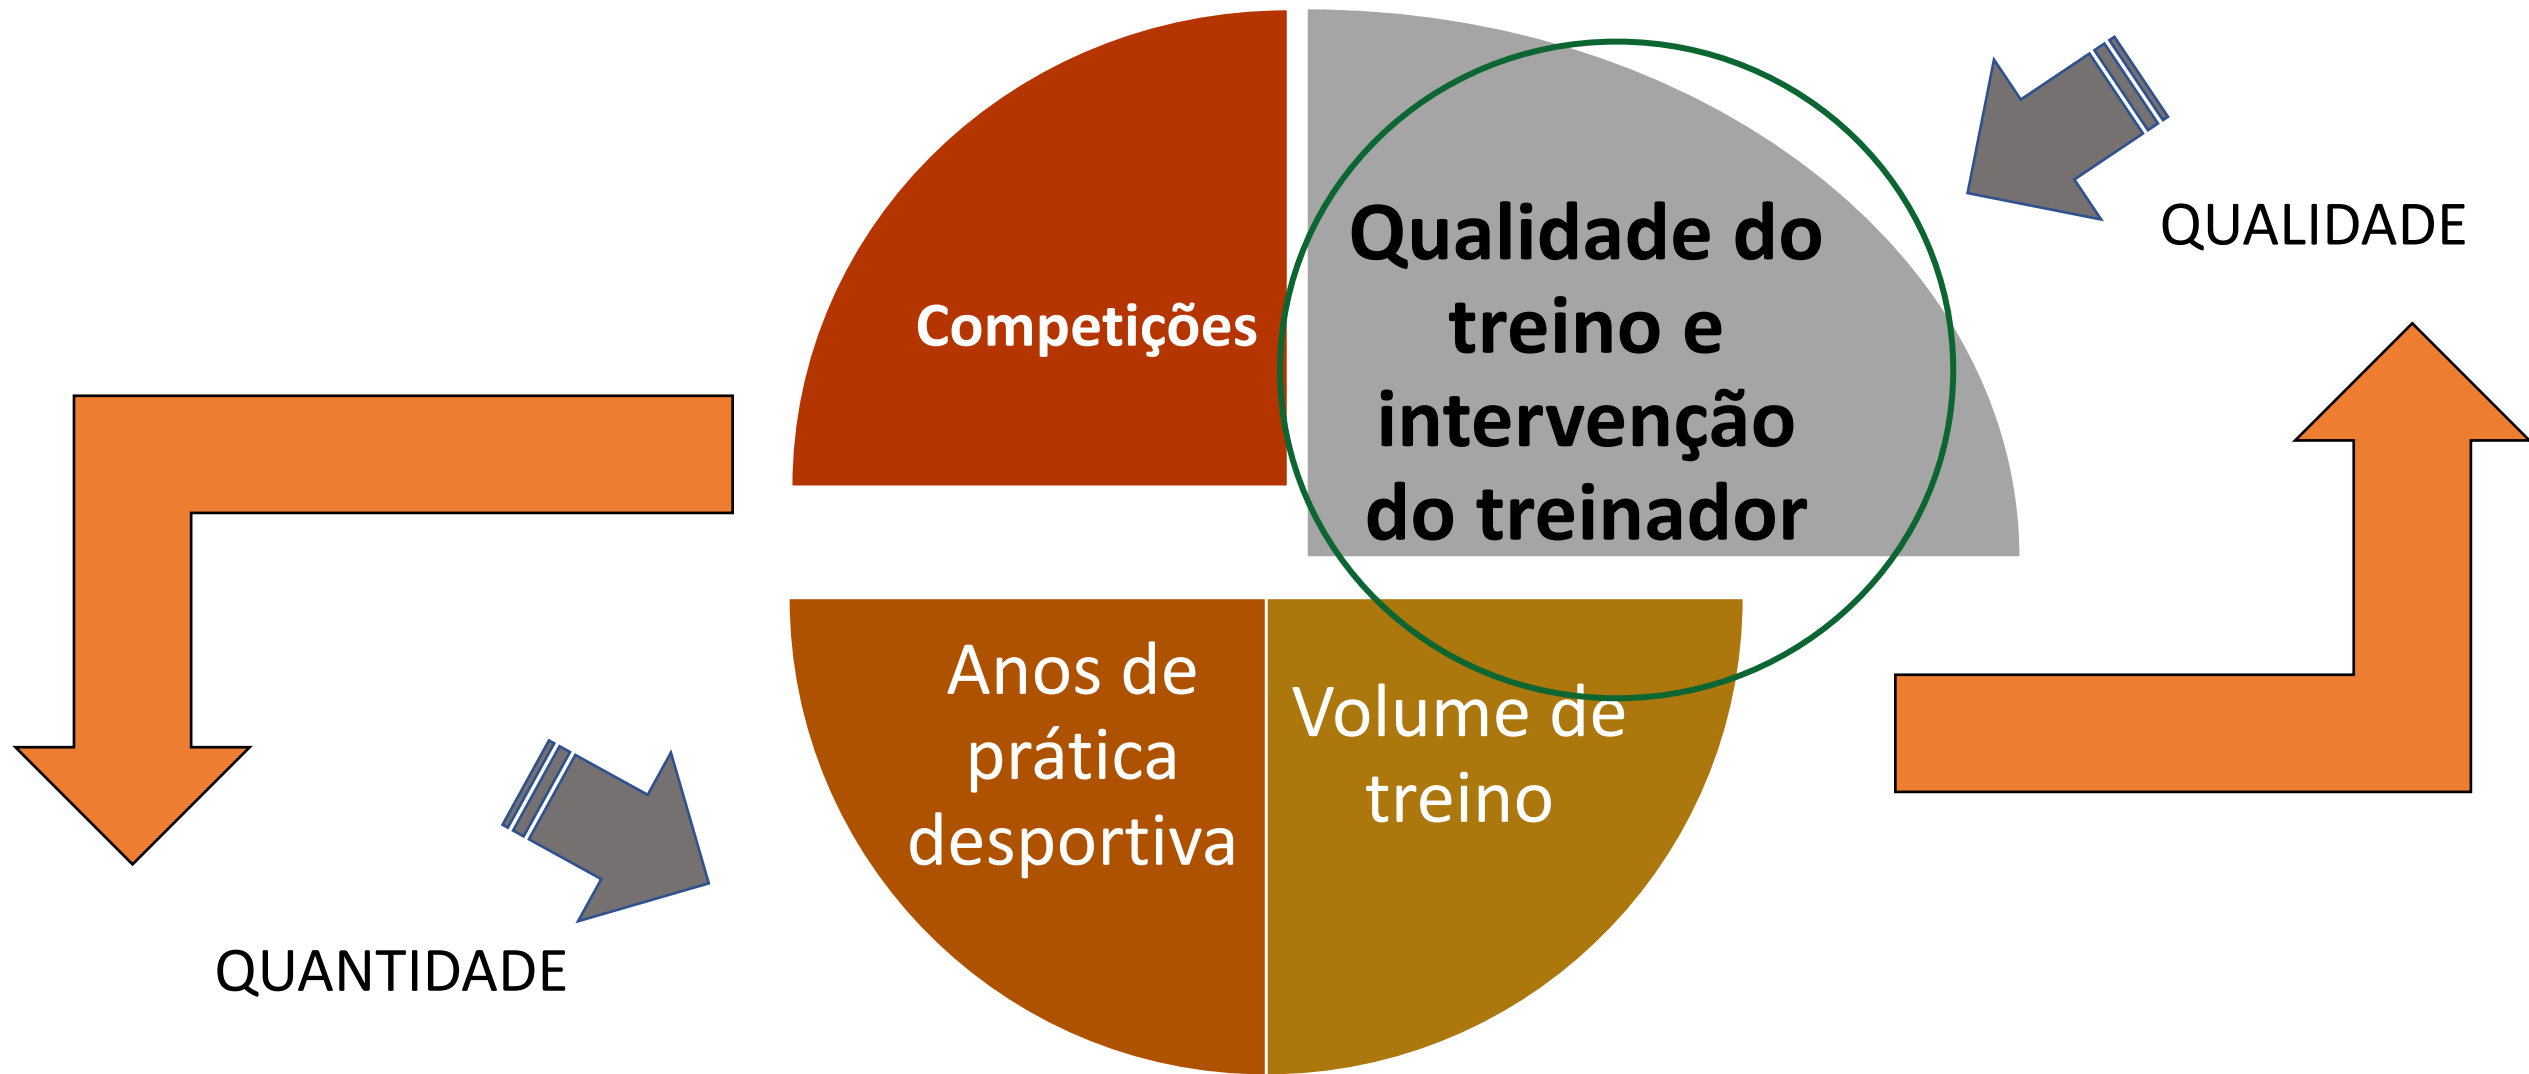 Competições
Qualidade do
treino e
intervenção
do treinador
QUALIDADE
Anos de
prática
desportiva
Volume de
treino
QUANTIDADE